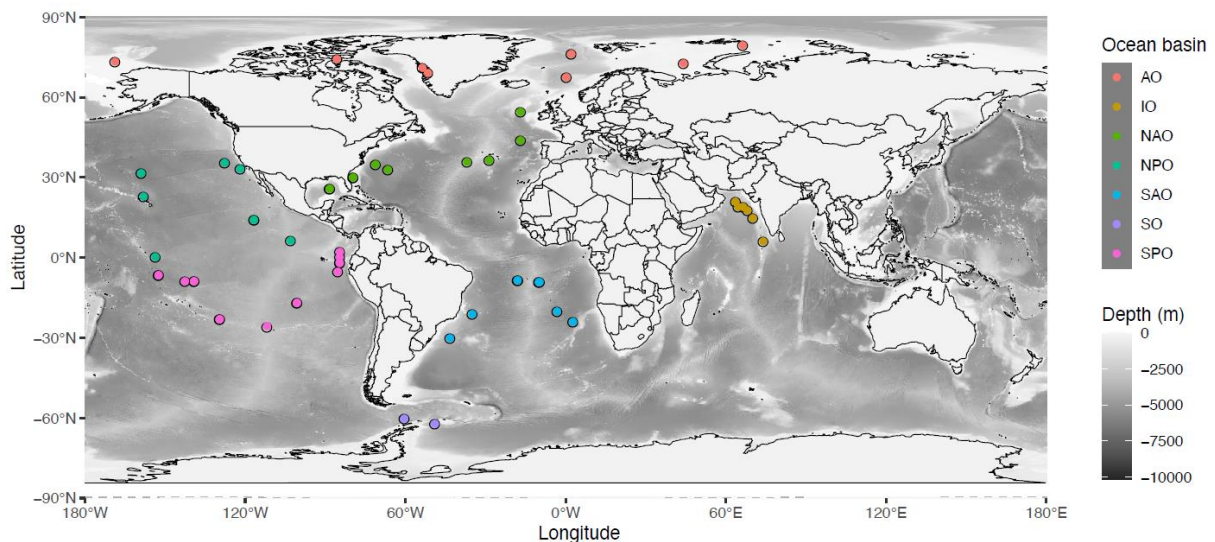 90°N
60°N
30°N
0°N
−30°N
−60°N
−90°N
Latitude
180°W
120°W
60°W
0°W
60°E
120°E
180°E
Longitude
Ocean basin
AO
IO
NAO
NPO
SAO
SO
SPO
Depth (m)
0
−2500
−5000
−7500
−10000